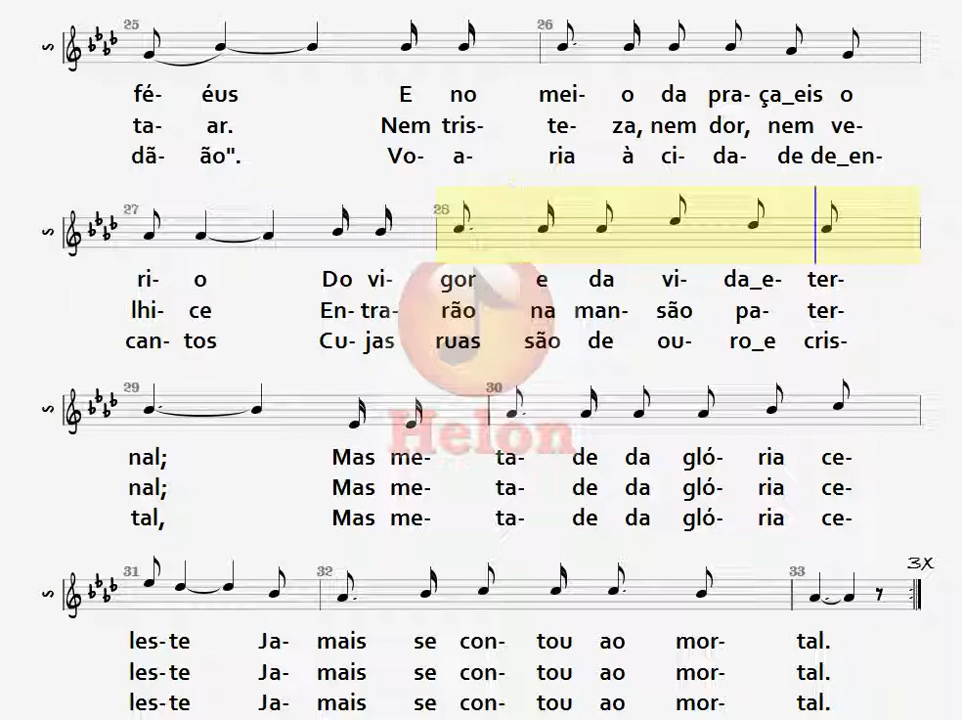 25 26
S
fé- éus E no mei- o da pra- ça_eis o
ta- ar. Nem tris- te- za, nem dor, nem ve-
dã- ão". Vo- a- ria à ci- da- de de_en-
27 28
S
ri- o Do vi- gor e da vi- da_e- ter-
lhi- ce En- tra- rão na man- são pa- ter-
can- tos Cu- jas ruas são de ou- ro_e cris-
29 30
S
Helon
nal; Mas me- ta- de da gló- ria ce-
nal; Mas me- ta- de da gló- ria ce-
tal, Mas me- ta- de da gló- ria ce-
31 32 33 3X
S
les- te Ja- mais se con- tou ao mor- tal.
les- te Ja- mais se con- tou ao mor- tal.
les- te Ja- mais se con- tou ao mor- tal.